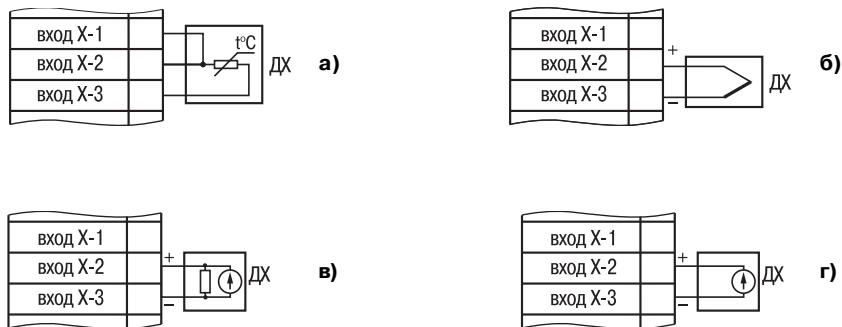 вход X-1
вход X-2
вход X-3
t°C
ДХ
а)
вход X-1
вход X-2
вход X-3
+
−
ДХ
б)
вход X-1
вход X-2
вход X-3
+
−
ДХ
в)
вход X-1
вход X-2
вход X-3
+
−
ДХ
г)